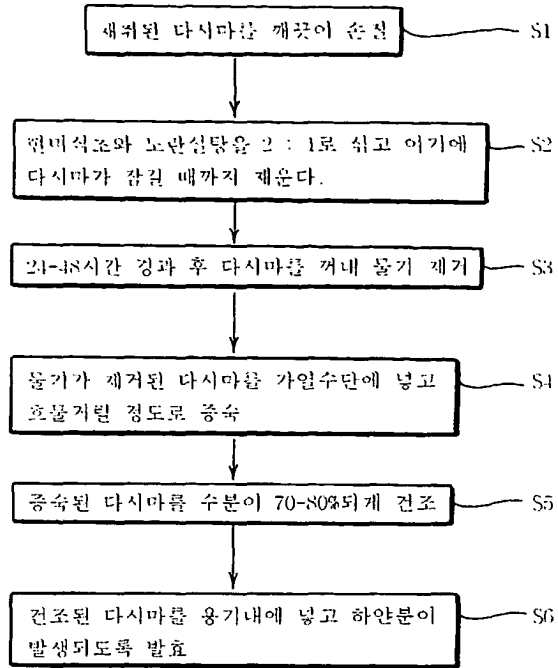 채취된 다시마를 깨끗이 손질
S1
현미식초와 노란설탕을 2 : 1로 섞고 여기에
다시마가 잠길 때까지 재운다.
S2
24-48시간 경과 후 다시마를 꺼내 물기 제거
S3
물기가 제거된 다시마를 가열수단에 넣고
흐물거릴 정도로 증숙
S4
증숙된 다시마를 수분이 70-80%되게 건조
S5
건조된 다시마를 용기내에 넣고 하얀분이
발생되도록 발효
S6